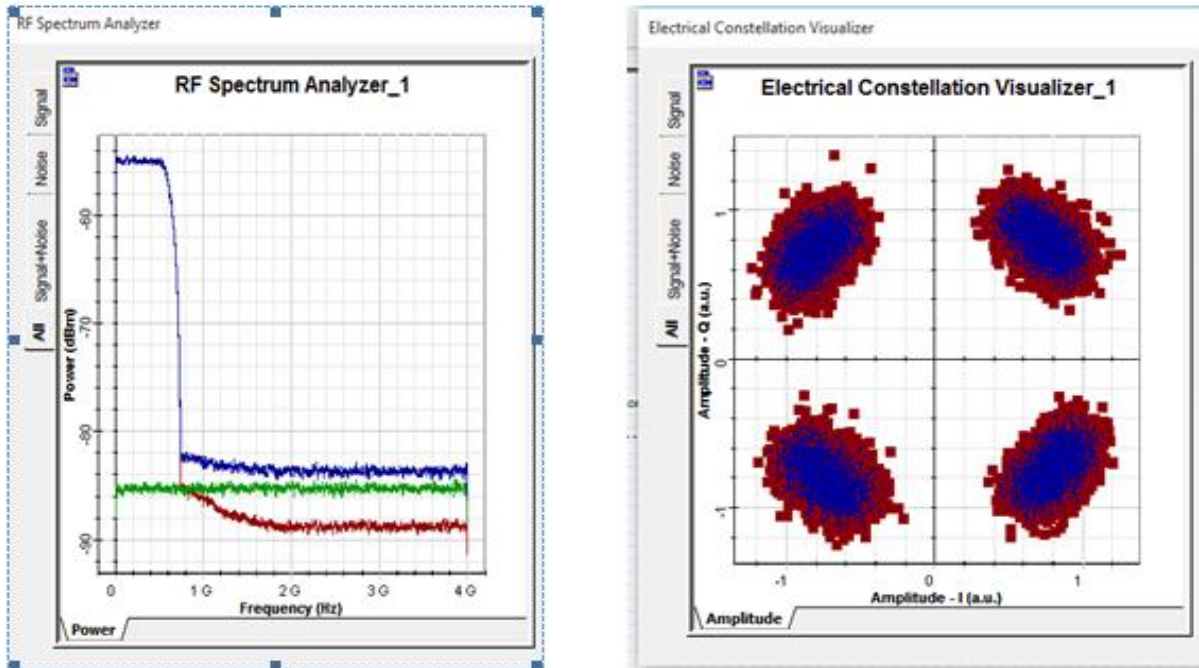 RF Spectrum Analyzer
RF Spectrum Analyzer_1
Signal
Noise
Signal+Noise
All
Power (dBm)
-60
-70
-80
-90
0 1 G 2 G 3 G 4 G
Frequency (Hz)
Power
Electrical Constellation Visualizer
Electrical Constellation Visualizer_1
Signal
Noise
Signal+Noise
All
Amplitude - Q (a.u.)
1
0
-1
-1 0 1
Amplitude - I (a.u.)
Amplitude